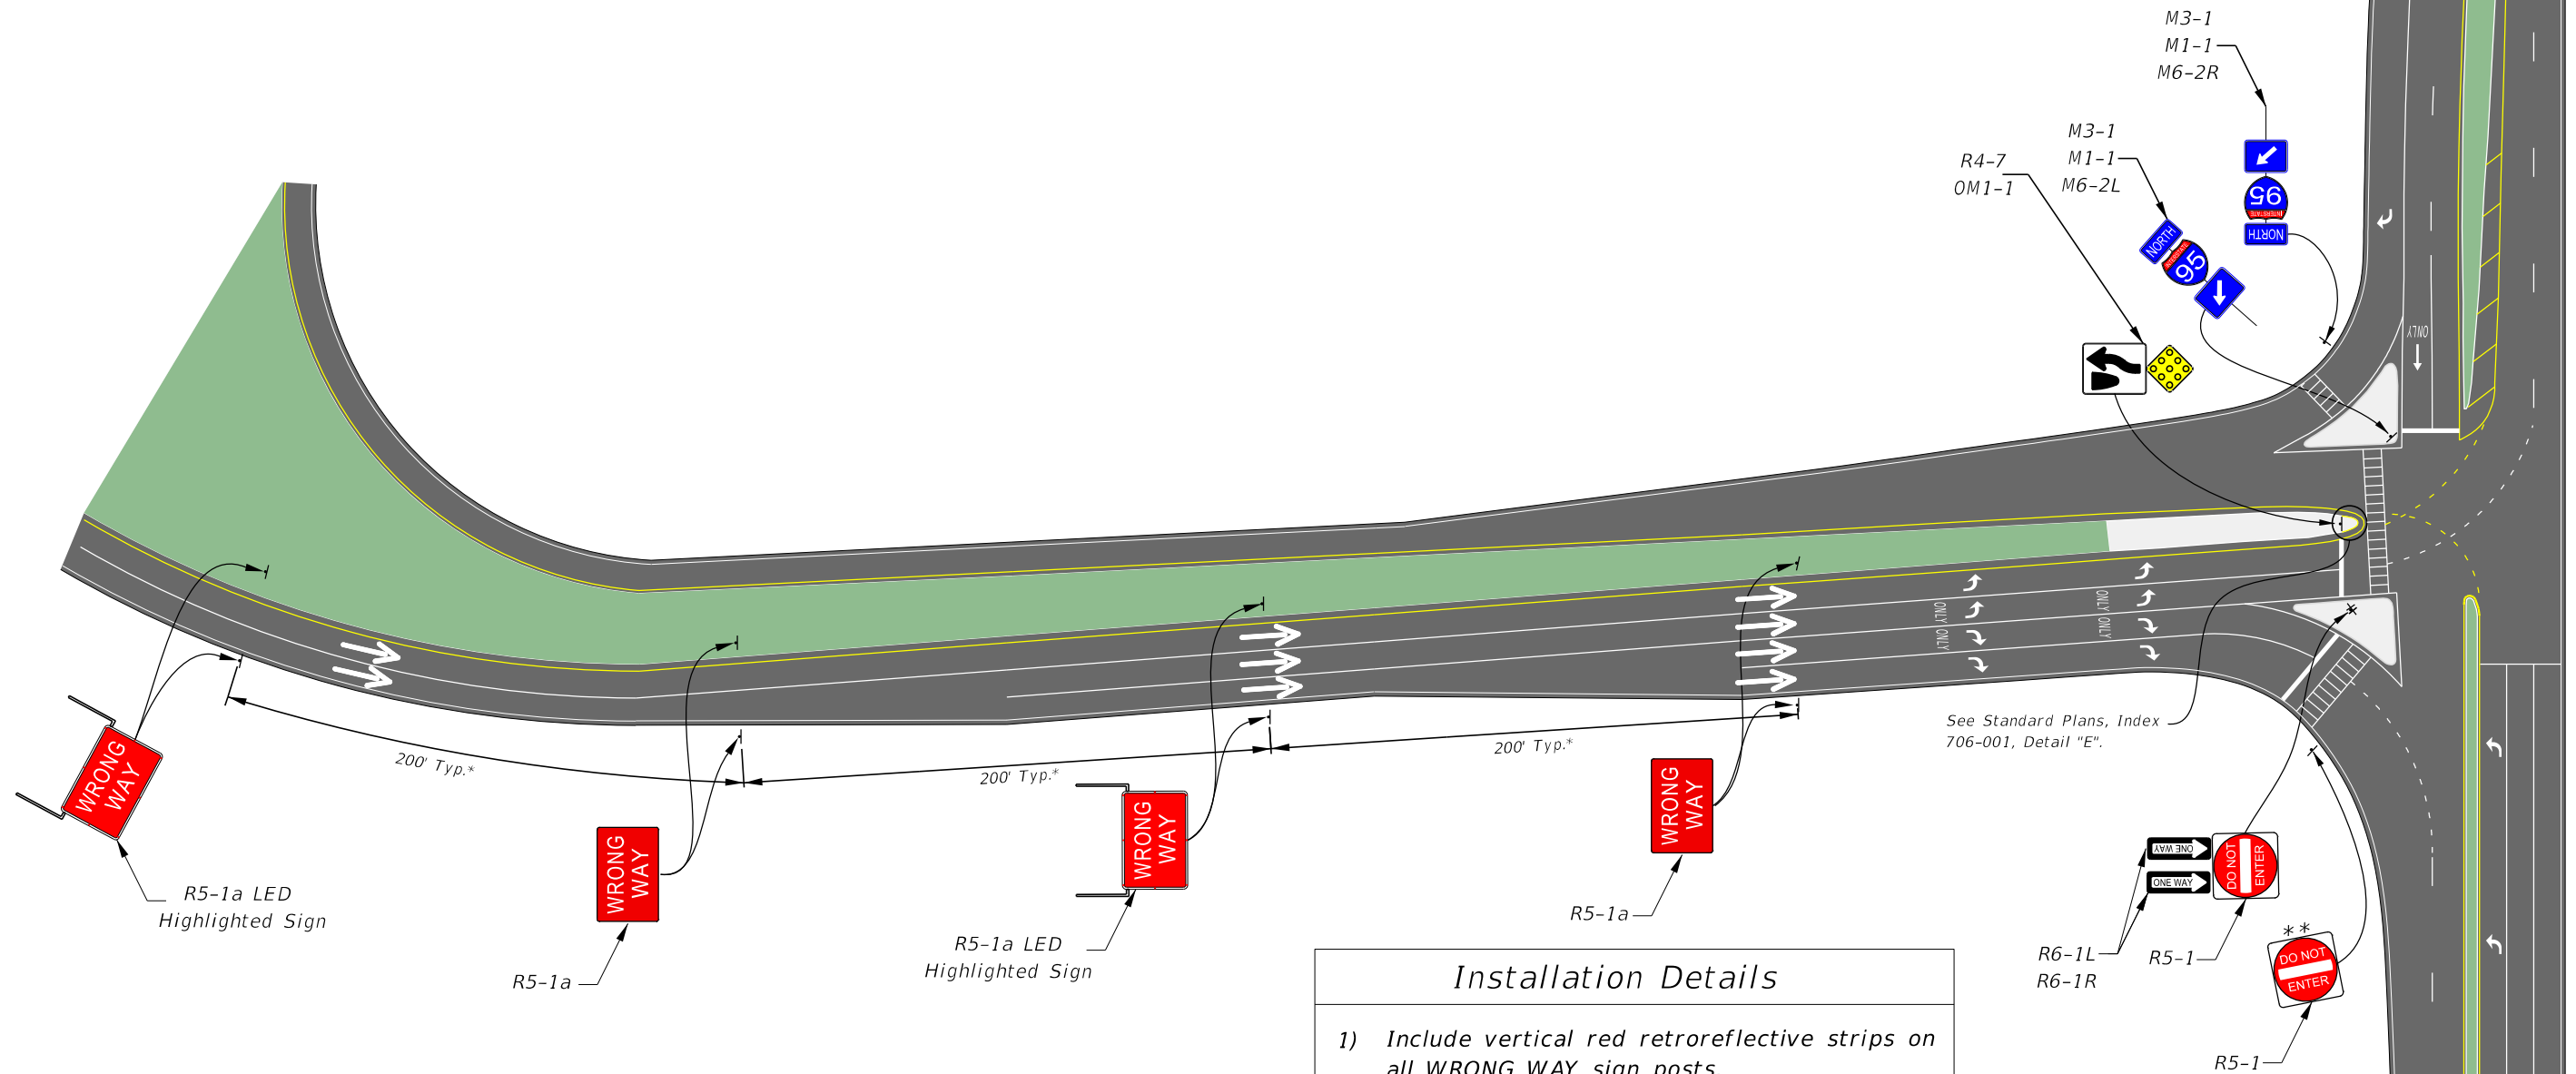 M3-1
M1-1
M6-2R
M3-1
M1-1
M6-2L
R4-7
OM1-1
95
INTERSTATE
NORTH
NORTH
INTERSTATE
95
ONLY
ONLY
ONLY
ONLY
ONLY
WRONG
WAY
R5-1a LED
Highlighted Sign
200' Typ.*
WRONG
WAY
R5-1a
200' Typ.*
WRONG
WAY
R5-1a LED
Highlighted Sign
200' Typ.*
WRONG
WAY
R5-1a
See Standard Plans, Index
706-001, Detail "E".
ONE WAY
ONE WAY
DO NOT
ENTER
R6-1L
R6-1R
R5-1
**
DO NOT
ENTER
R5-1
Installation Details
1) Include vertical red retroreflective strips on
all WRONG WAY sign posts